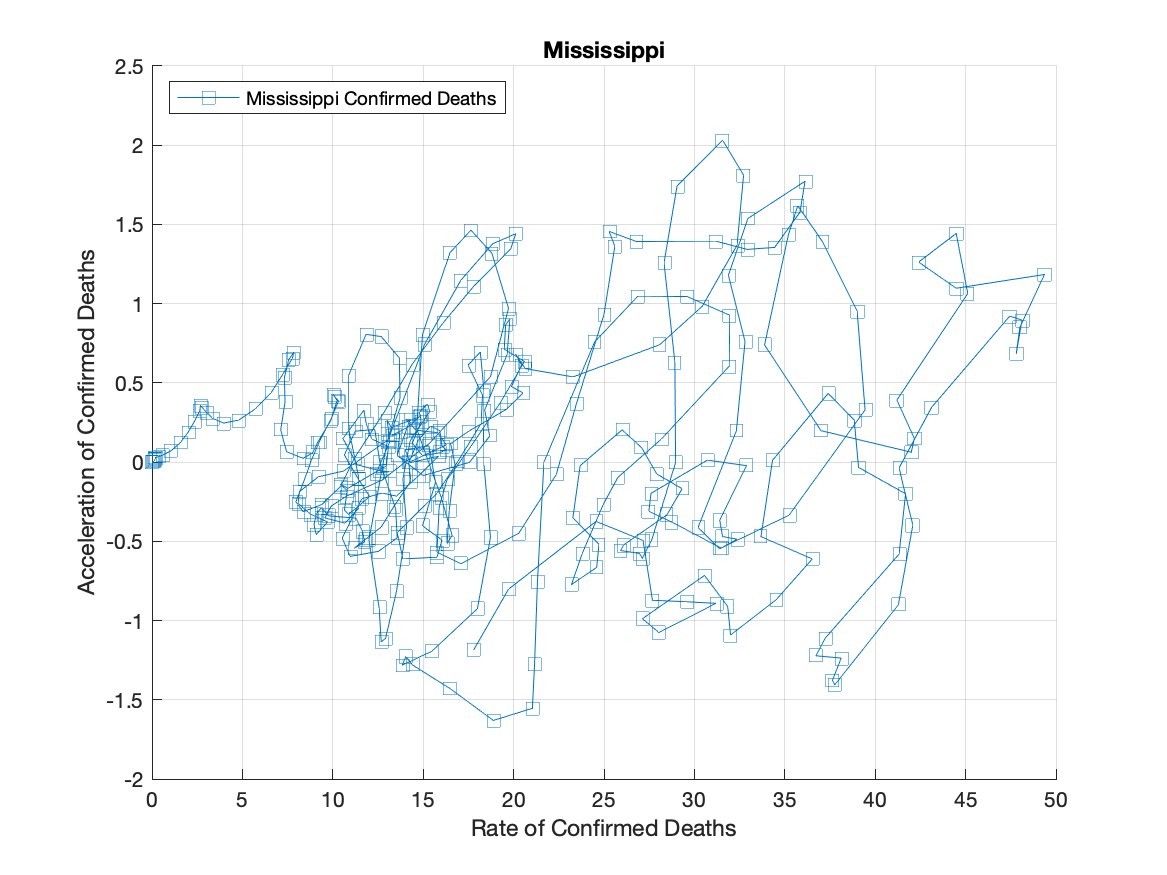 Mississippi
2.5
Mississippi Confirmed Deaths
2
1.5
1
0.5
0
-0.5
-1
-1.5
-2
Acceleration of Confirmed Deaths
0 5 10 15 20 25 30 35 40 45 50
Rate of Confirmed Deaths